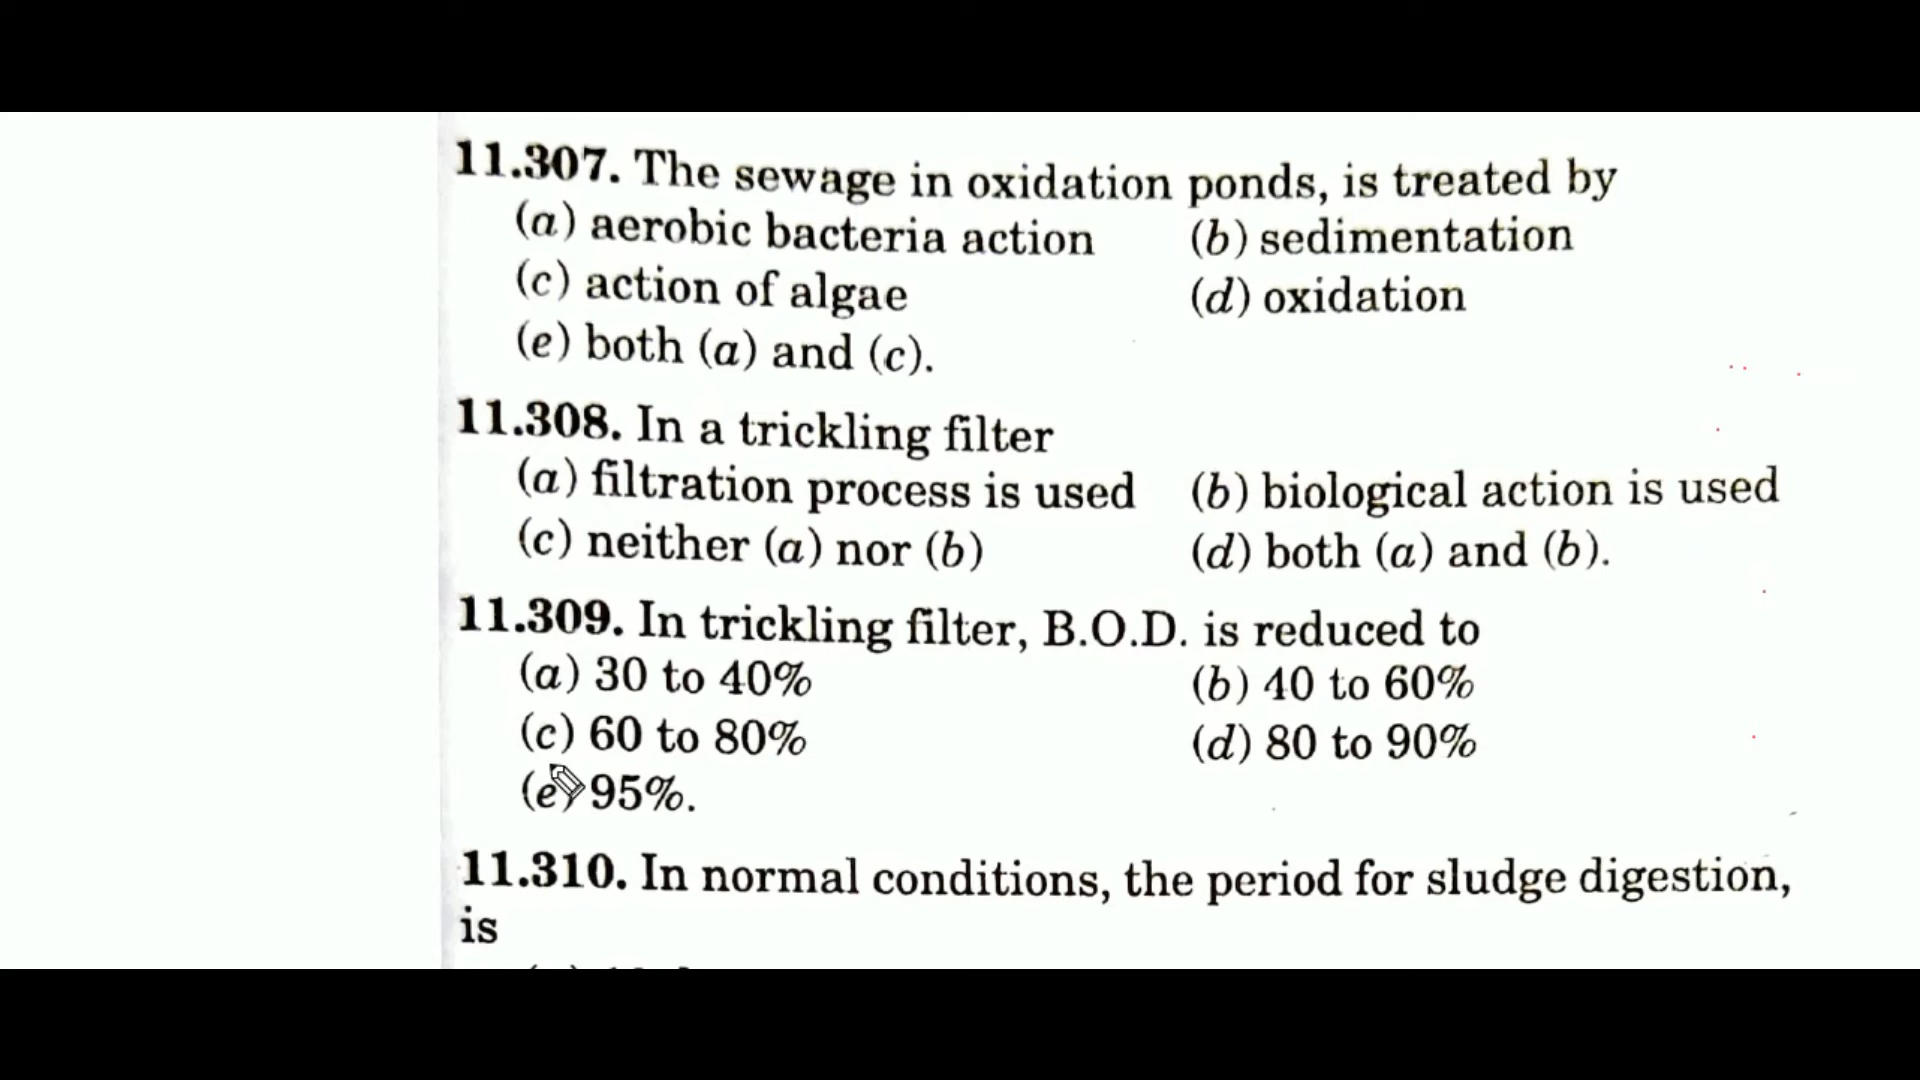 11.307. The sewage in oxidation ponds, is treated by
(a) aerobic bacteria action (b) sedimentation
(c) action of algae (d) oxidation
(e) both (a) and (c).
11.308. In a trickling filter
(a) filtration process is used (b) biological action is used
(c) neither (a) nor (b) (d) both (a) and (b).
11.309. In trickling filter, B.O.D. is reduced to
(a) 30 to 40% (b) 40 to 60%
(c) 60 to 80% (d) 80 to 90%
(e) 95%.
11.310. In normal conditions, the period for sludge digestion,
is